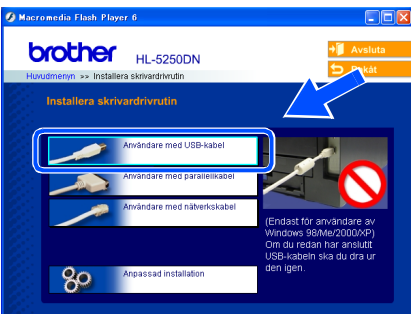 Macromedia Flash Player 6
brother HL-5250DN
Avsluta
Huvudmenyn >> Installera skrivardrivrutin
Installera skrivardrivrutin
Användare med USB-kabel
Användare med parallellkabel
Användare med nätverkskabel
Anpassad installation
(Endast för användare av
Windows 98/Me/2000/XP)
Om du redan har anslutit
USB-kabeln ska du dra ur
den igen.